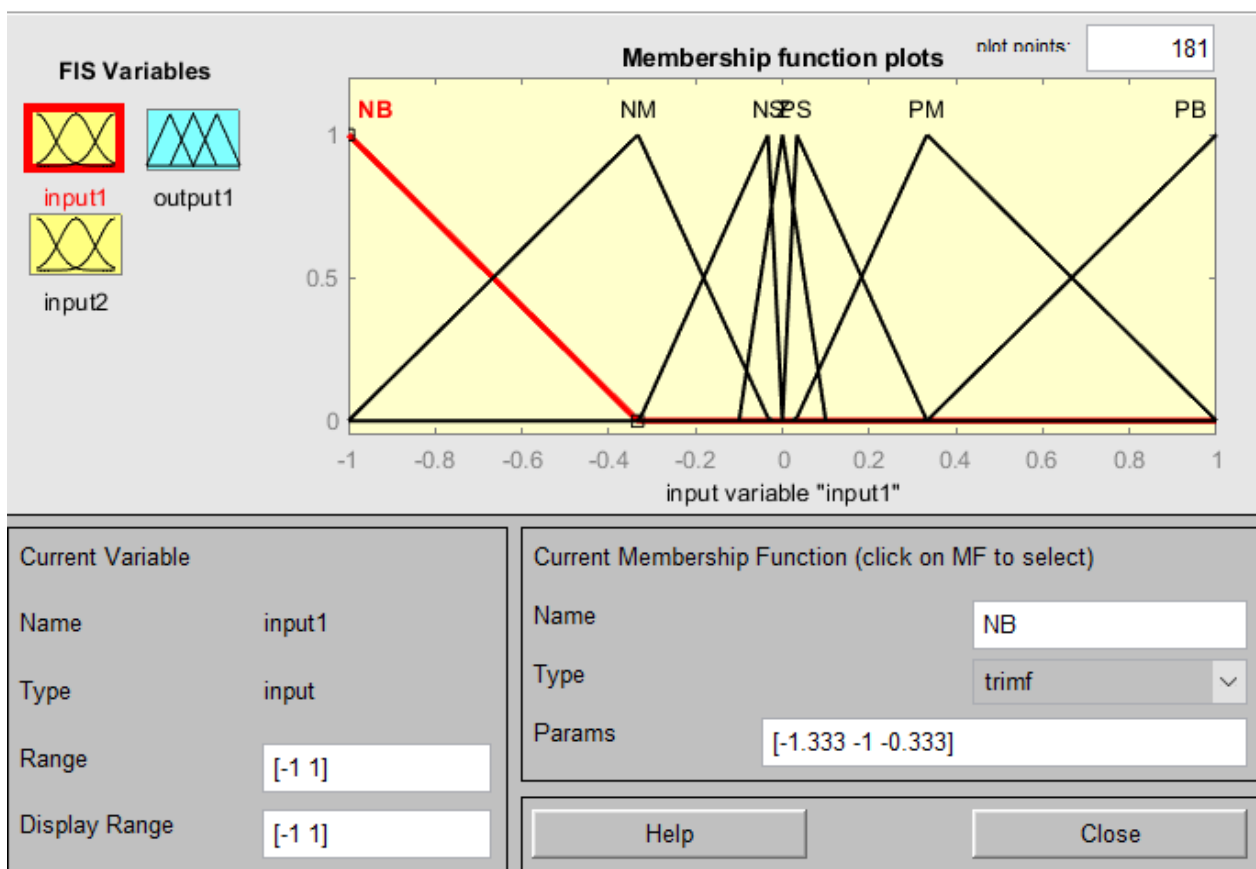 FIS Variables
input1
output1
input2
Membership function plots
plot points:
181
NB
NM
NS
PS
PM
PB
1
0.5
0
-1
-0.8
-0.6
-0.4
-0.2
0
0.2
0.4
0.6
0.8
1
input variable "input1"
Current Variable
Name input1
Type input
Range [-1 1]
Display Range [-1 1]
Current Membership Function (click on MF to select)
Name NB
Type trimf
Params [-1.333 -1 -0.333]
Help
Close